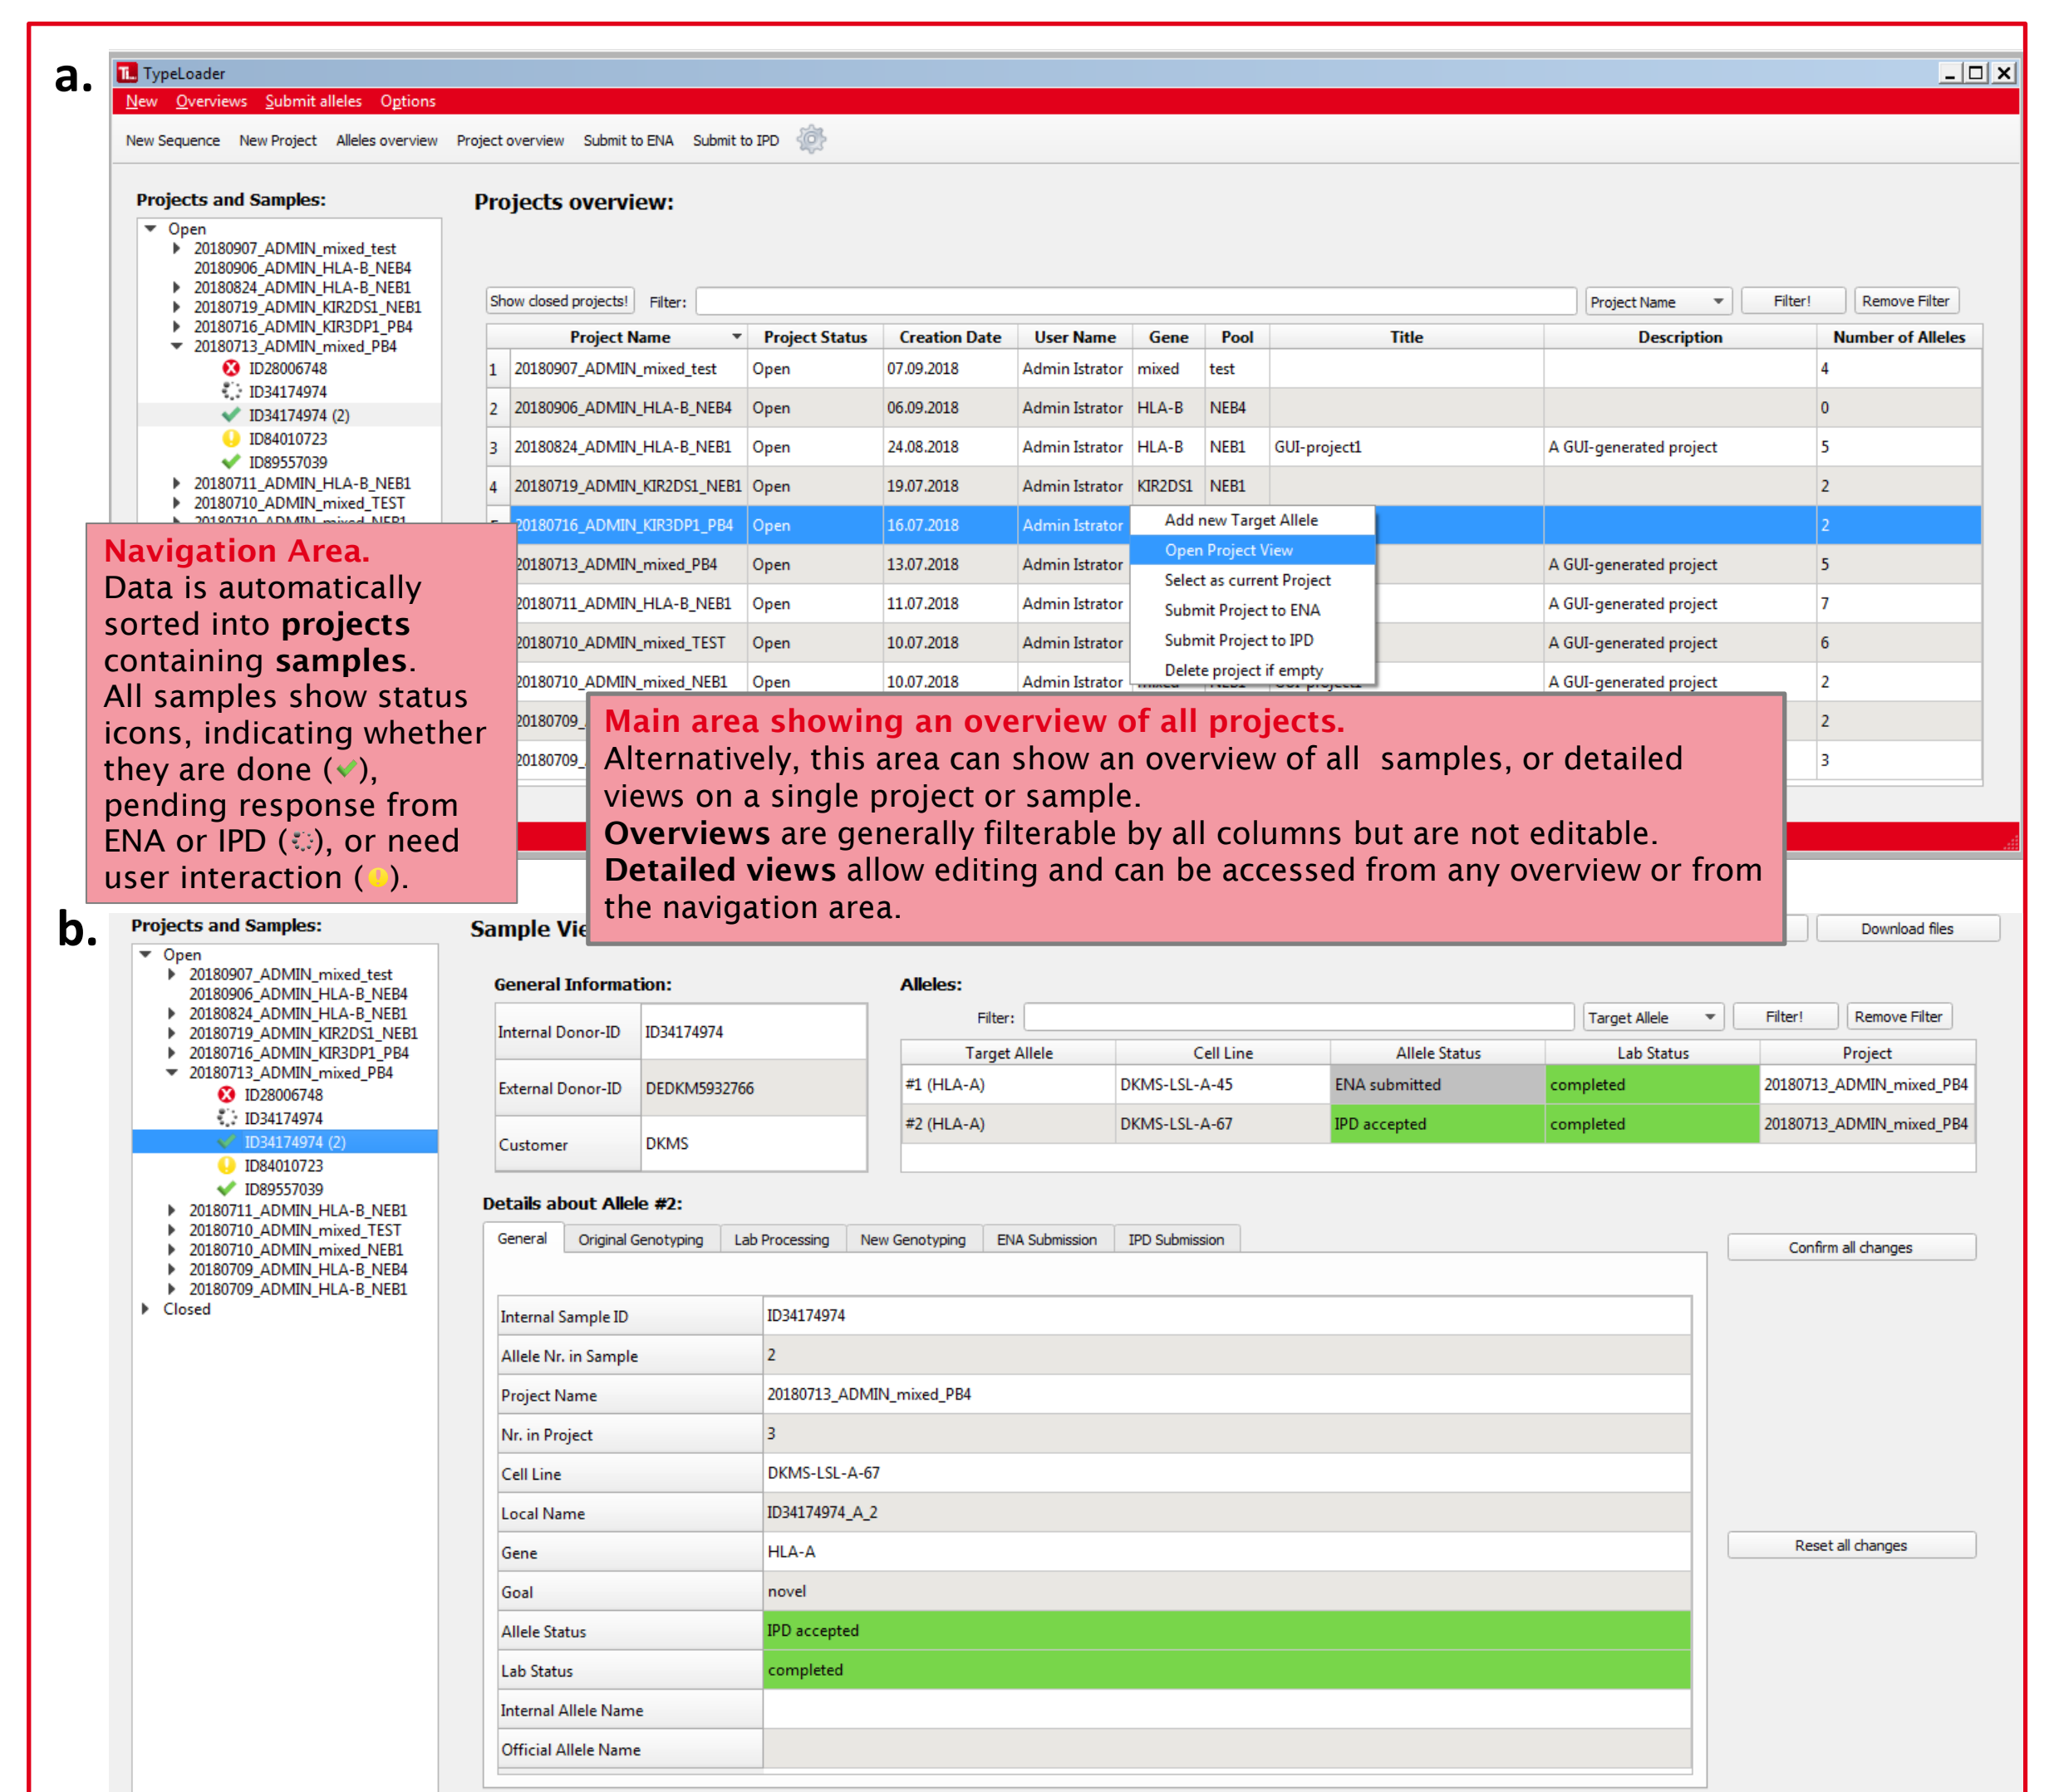 a.
TypeLoader
New Overviews Submit alleles Options
New Sequence New Project Alleles overview Project overview Submit to ENA Submit to IPD
Projects and Samples:
Open
20180907_ADMIN_mixed_test
20180906_ADMIN_HLA-B_NEB4
20180824_ADMIN_HLA-B_NEB1
20180719_ADMIN_KIR2DS1_NEB1
20180716_ADMIN_KIR3DP1_PB4
20180713_ADMIN_mixed_PB4
ID28006748
ID34174974
ID34174974 (2)
ID84010723
ID89557039
20180711_ADMIN_HLA-B_NEB1
20180710_ADMIN_mixed_TEST
20180710_ADMIN_mixed_NEB1
Projects overview:
Show closed projects! Filter: Project Name Filter! Remove Filter
Project Name Project Status Creation Date User Name Gene Pool Title Description Number of Alleles
1 20180907_ADMIN_mixed_test Open 07.09.2018 Admin Istrator mixed test 4
2 20180906_ADMIN_HLA-B_NEB4 Open 06.09.2018 Admin Istrator HLA-B NEB4 0
3 20180824_ADMIN_HLA-B_NEB1 Open 24.08.2018 Admin Istrator HLA-B NEB1 GUI-project1 A GUI-generated project 5
4 20180719_ADMIN_KIR2DS1_NEB1 Open 19.07.2018 Admin Istrator KIR2DS1 NEB1 2
20180716_ADMIN_KIR3DP1_PB4 Open 16.07.2018 Admin Istrator 2
20180713_ADMIN_mixed_PB4 Open 13.07.2018 Admin Istrator A GUI-generated project 5
20180711_ADMIN_HLA-B_NEB1 Open 11.07.2018 Admin Istrator A GUI-generated project 7
20180710_ADMIN_mixed_TEST Open 10.07.2018 Admin Istrator A GUI-generated project 6
20180710_ADMIN_mixed_NEB1 Open 10.07.2018 Admin Istrator mixed NEB1 GUI-project1 A GUI-generated project 2
20180709_ 2
20180709_ 3
Add new Target Allele
Open Project View
Select as current Project
Submit Project to ENA
Submit Project to IPD
Delete project if empty
Navigation Area.
Data is automatically
sorted into projects
containing samples.
All samples show status
icons, indicating whether
they are done (✔),
pending response from
ENA or IPD ( ), or need
user interaction (!).
Main area showing an overview of all projects.
Alternatively, this area can show an overview of all samples, or detailed
views on a single project or sample.
Overviews are generally filterable by all columns but are not editable.
Detailed views allow editing and can be accessed from any overview or from
the navigation area.
b.
Projects and Samples:
Open
20180907_ADMIN_mixed_test
20180906_ADMIN_HLA-B_NEB4
20180824_ADMIN_HLA-B_NEB1
20180719_ADMIN_KIR2DS1_NEB1
20180716_ADMIN_KIR3DP1_PB4
20180713_ADMIN_mixed_PB4
ID28006748
ID34174974
ID34174974 (2)
ID84010723
ID89557039
20180711_ADMIN_HLA-B_NEB1
20180710_ADMIN_mixed_TEST
20180710_ADMIN_mixed_NEB1
20180709_ADMIN_HLA-B_NEB4
20180709_ADMIN_HLA-B_NEB1
Closed
Sample Vie
Download files
General Information:
Internal Donor-ID ID34174974
External Donor-ID DEDKM5932766
Customer DKMS
Alleles:
Filter: Target Allele Filter! Remove Filter
Target Allele Cell Line Allele Status Lab Status Project
#1 (HLA-A) DKMS-LSL-A-45 ENA submitted completed 20180713_ADMIN_mixed_PB4
#2 (HLA-A) DKMS-LSL-A-67 IPD accepted completed 20180713_ADMIN_mixed_PB4
Details about Allele #2:
General Original Genotyping Lab Processing New Genotyping ENA Submission IPD Submission
Confirm all changes
Internal Sample ID ID34174974
Allele Nr. in Sample 2
Project Name 20180713_ADMIN_mixed_PB4
Nr. in Project 3
Cell Line DKMS-LSL-A-67
Local Name ID34174974_A_2
Gene HLA-A
Reset all changes
Goal novel
Allele Status IPD accepted
Lab Status completed
Internal Allele Name
Official Allele Name